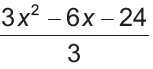 3x² – 6x – 24
3